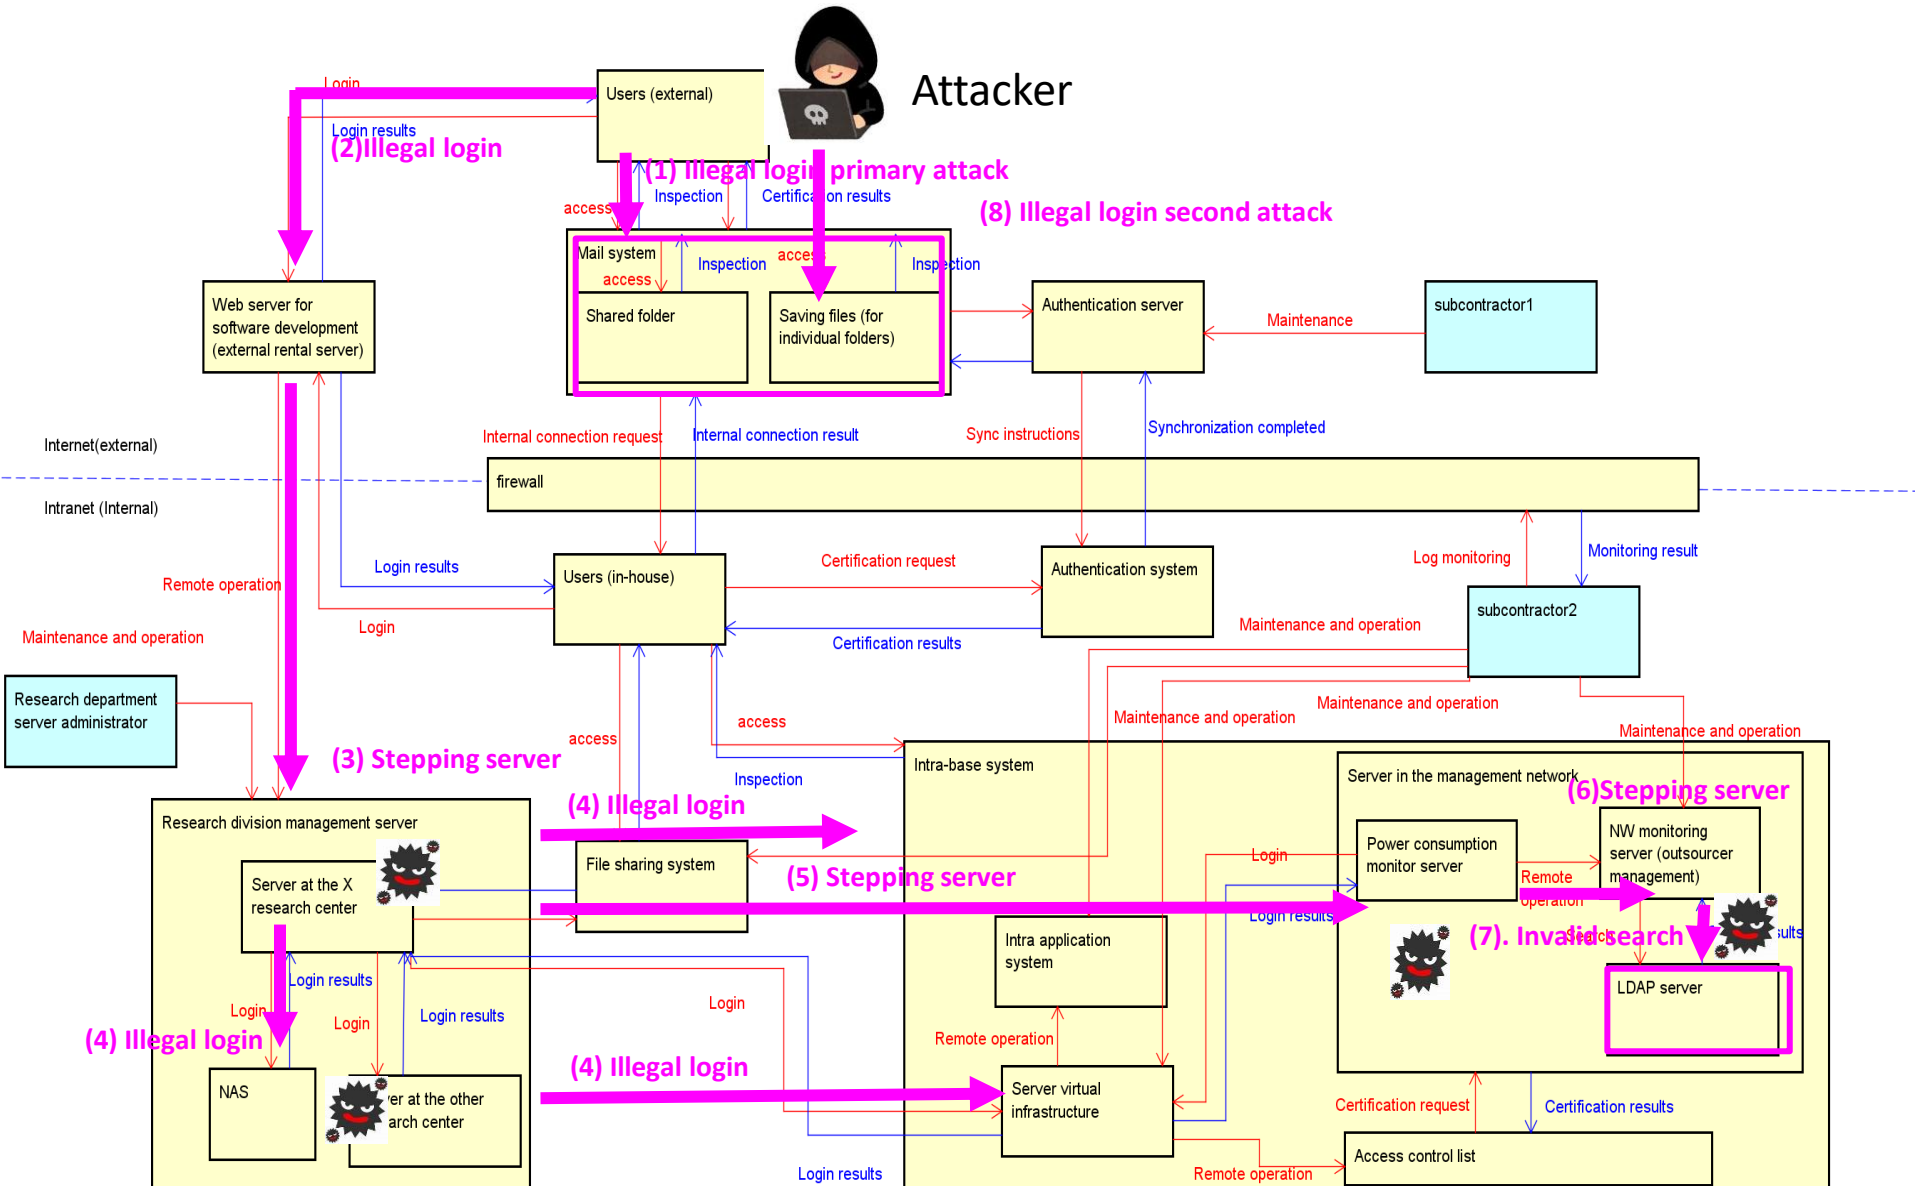 Attacker
Login
Users (external)
Login results
(2)Illegal login
(1) Illegal login primary attack
Inspection
Certification results
access
(8) Illegal login second attack
Mail system
access
Inspection
access
Inspection
Shared folder
Saving files (for
individual folders)
Web server for
software development
(external rental server)
Authentication server
Maintenance
subcontractor1
Internal connection request
Internal connection result
Sync instructions
Synchronization completed
Internet(external)
firewall
Intranet (Internal)
Login results
Users (in-house)
Certification request
Authentication system
Log monitoring
Monitoring result
Remote operation
Login
Certification results
subcontractor2
Maintenance and operation
Maintenance and operation
Research department
server administrator
Maintenance and operation
Maintenance and operation
Maintenance and operation
access
access
(3) Stepping server
Inspection
Intra-base system
Server in the management network
(6)Stepping server
(4) Illegal login
Research division management server
NW monitoring
server (outsourcer
management)
Power consumption
monitor server
Login
File sharing system
(5) Stepping server
Server at the X
research center
Remote
operation
Login results
Intra application
system
(7). Invalid search
Search
Login results
LDAP server
Login
Login
Login results
Login
(4) Illegal login
Remote operation
(4) Illegal login
NAS
ver at the other
arch center
Server virtual
infrastructure
Certification request
Certification results
Access control list
Login results
Remote operation